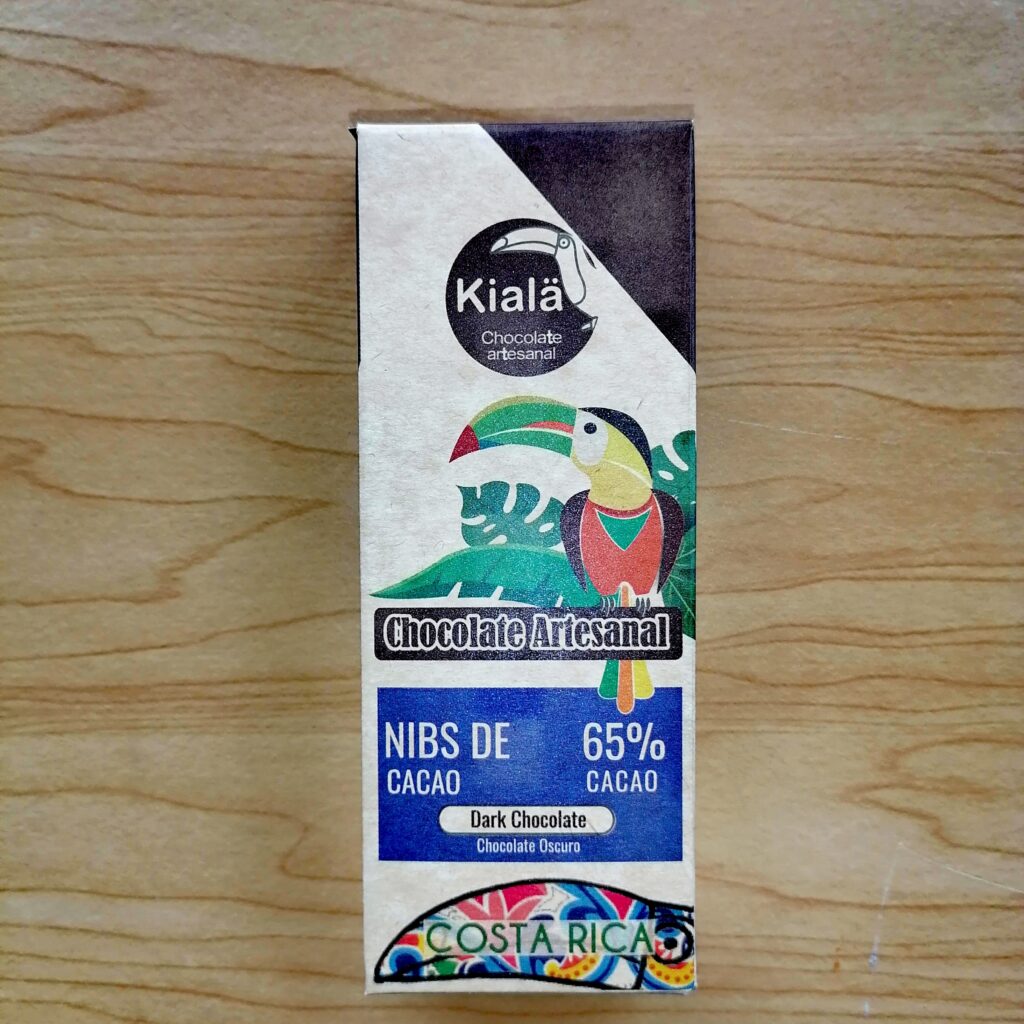 Kialä
Chocolate
artesanal
Chocolate Artesanal
NIBS DE
CACAO
65%
CACAO
Dark Chocolate
Chocolate Oscuro
COSTA RICA